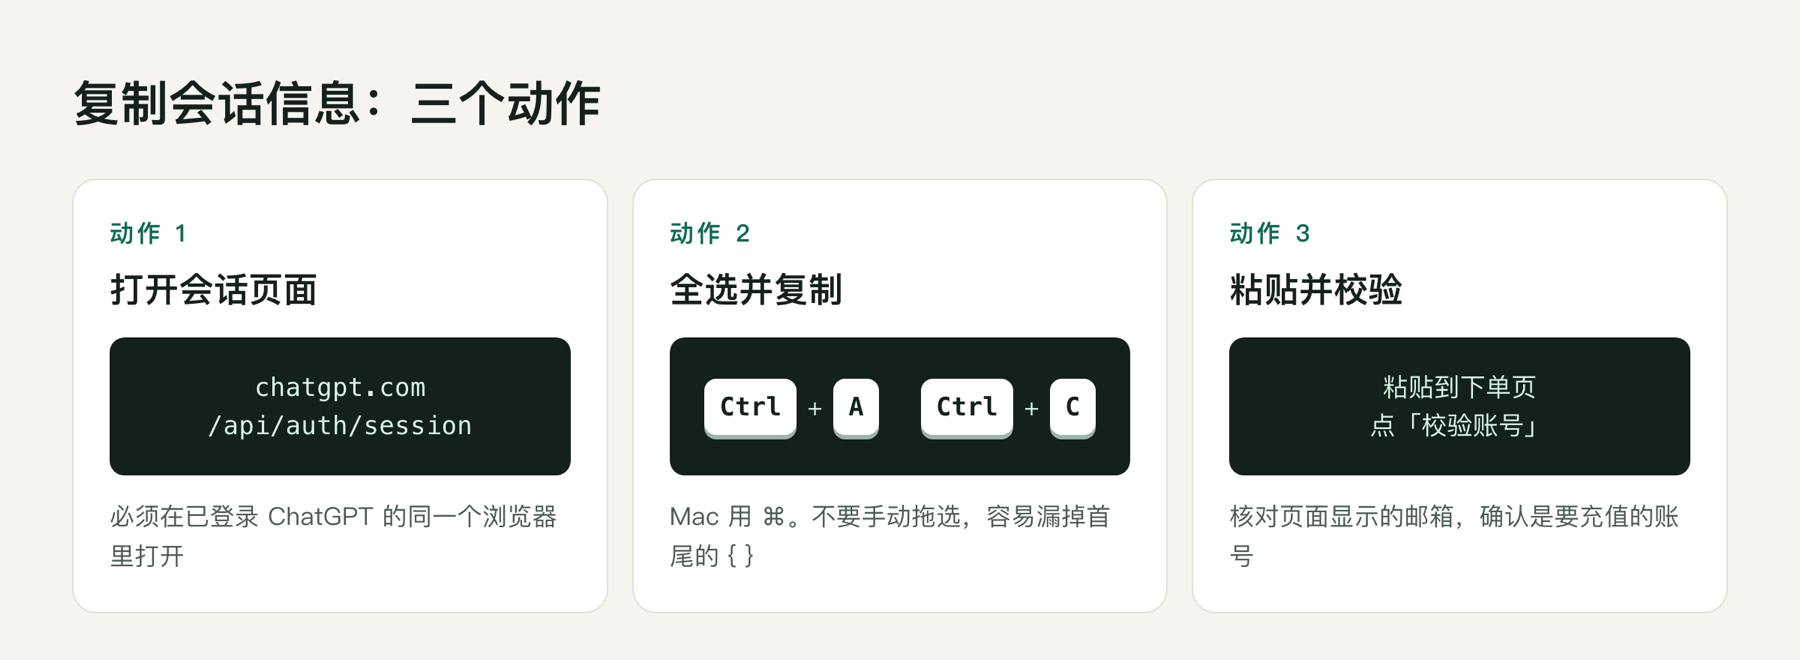 复制会话信息：三个动作
动作 1
打开会话页面
chatgpt.com
/api/auth/session
必须在已登录 ChatGPT 的同一个浏览器
里打开
动作 2
全选并复制
Ctrl + A Ctrl + C
Mac 用 ⌘。不要手动拖选，容易漏掉首
尾的 { }
动作 3
粘贴并校验
粘贴到下单页
点「校验账号」
核对页面显示的邮箱，确认是要充值的账
号